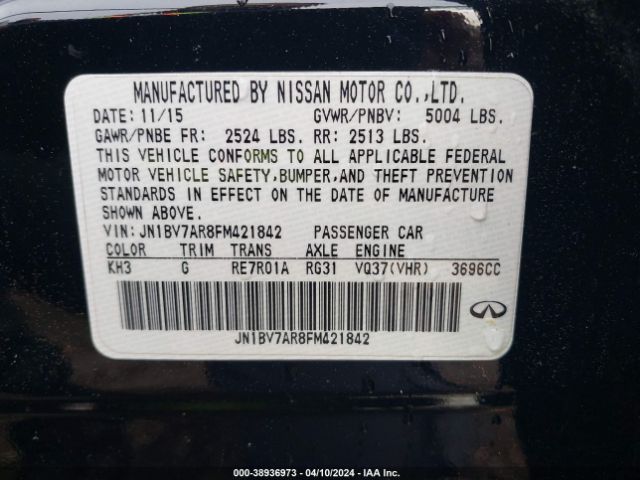 MANUFACTURED BY NISSAN MOTOR CO.,LTD.
DATE: 11/15 GVWR/PNBV: 5004 LBS.
GAWR/PNBE FR: 2524 LBS. RR: 2513 LBS.
THIS VEHICLE CONFORMS TO ALL APPLICABLE FEDERAL
MOTOR VEHICLE SAFETY,BUMPER,AND THEFT PREVENTION
STANDARDS IN EFFECT ON THE DATE OF MANUFACTURE
SHOWN ABOVE.
VIN: JN1BV7AR8FM421842 PASSENGER CAR
COLOR TRIM TRANS AXLE ENGINE
KH3 G RE7R01A RG31 VQ37(VHR) 3696CC
JN1BV7AR8FM421842
000-38936973 - 04/10/2024 - IAA Inc.